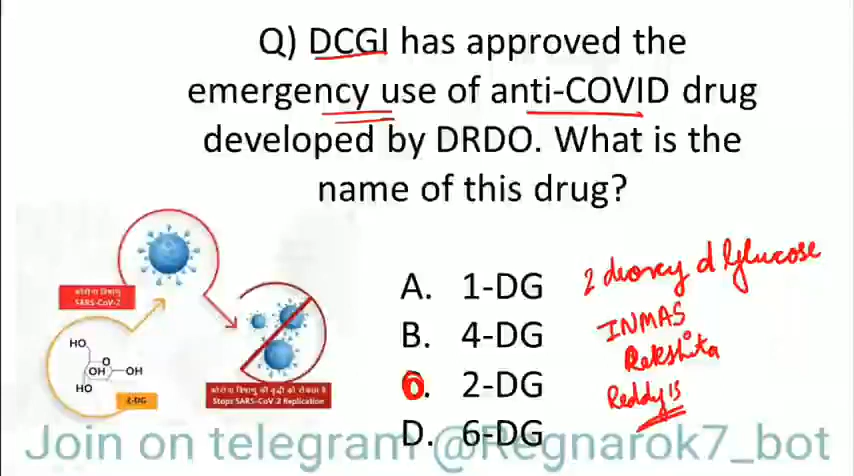 Q) DCGI has approved the
emergency use of anti-COVID drug
developed by DRDO. What is the
name of this drug?
कोरोना विषाणु
SARS-CoV-2
HO
O
OH
OH
HO
2-DG
कोरोना विषाणु की वृद्धि को रोकता है
Stops SARS-CoV-2 Replication
A. 1-DG
B. 4-DG
C. 2-DG
D. 6-DG
2 deoxy d Glucose
INMAS
Rakshita
Reddy's
Join on telegram @Regnarok7_bot